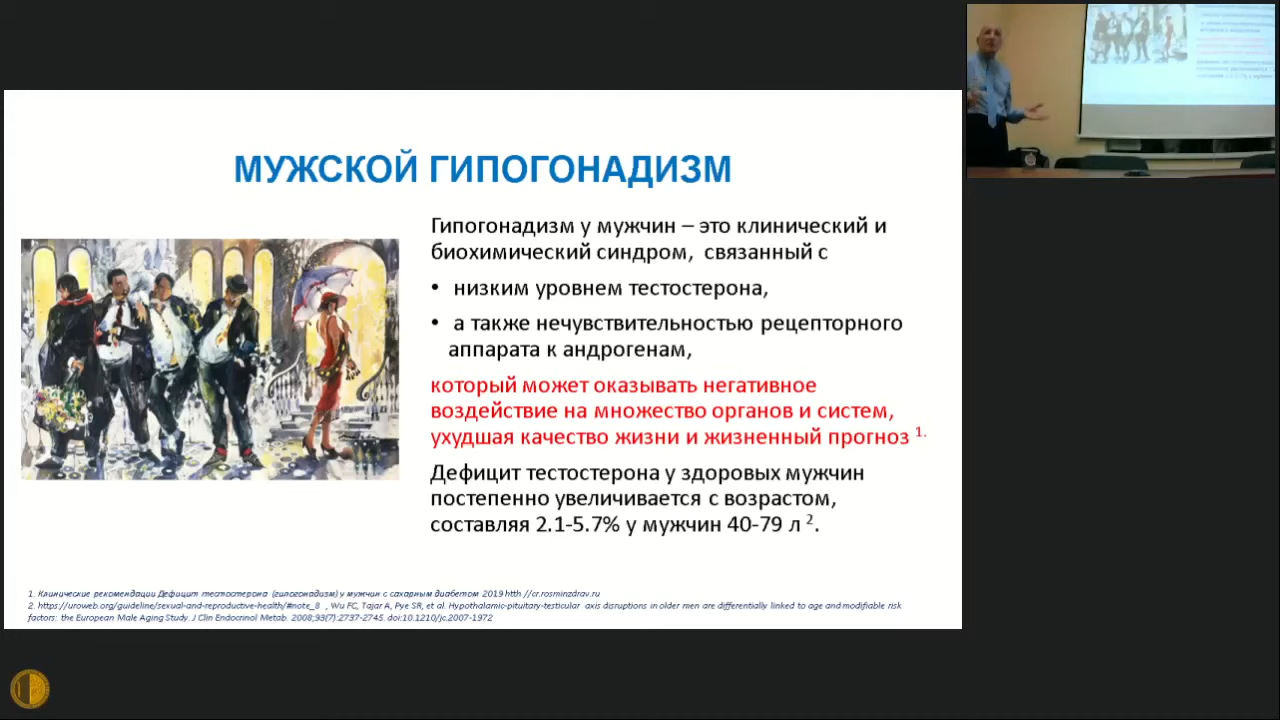 МУЖСКОЙ ГИПОГОНАДИЗМ
Гипогонадизм у мужчин – это клинический и
биохимический синдром, связанный с
• низким уровнем тестостерона,
• а также нечувствительностью рецепторного
аппарата к андрогенам,
который может оказывать негативное
воздействие на множество органов и систем,
ухудшая качество жизни и жизненный прогноз 1.
Дефицит тестостерона у здоровых мужчин
постепенно увеличивается с возрастом,
составляя 2.1-5.7% у мужчин 40-79 л 2.
1. Клинические рекомендации Дефицит тестостерона (гипогонадизм) у мужчин с сахарным диабетом 2019 htth //cr.rosminzdrav.ru
2. https://uroweb.org/guideline/sexual-and-reproductive-health/#note_8 , Wu FC, Tajar A, Pye SR, et al. Hypothalamic-pituitary-testicular axis disruptions in older men are differentially linked to age and modifiable risk
factors: the European Male Aging Study. J Clin Endocrinol Metab. 2008;93(7):2737-2745. doi:10.1210/jc.2007-1972